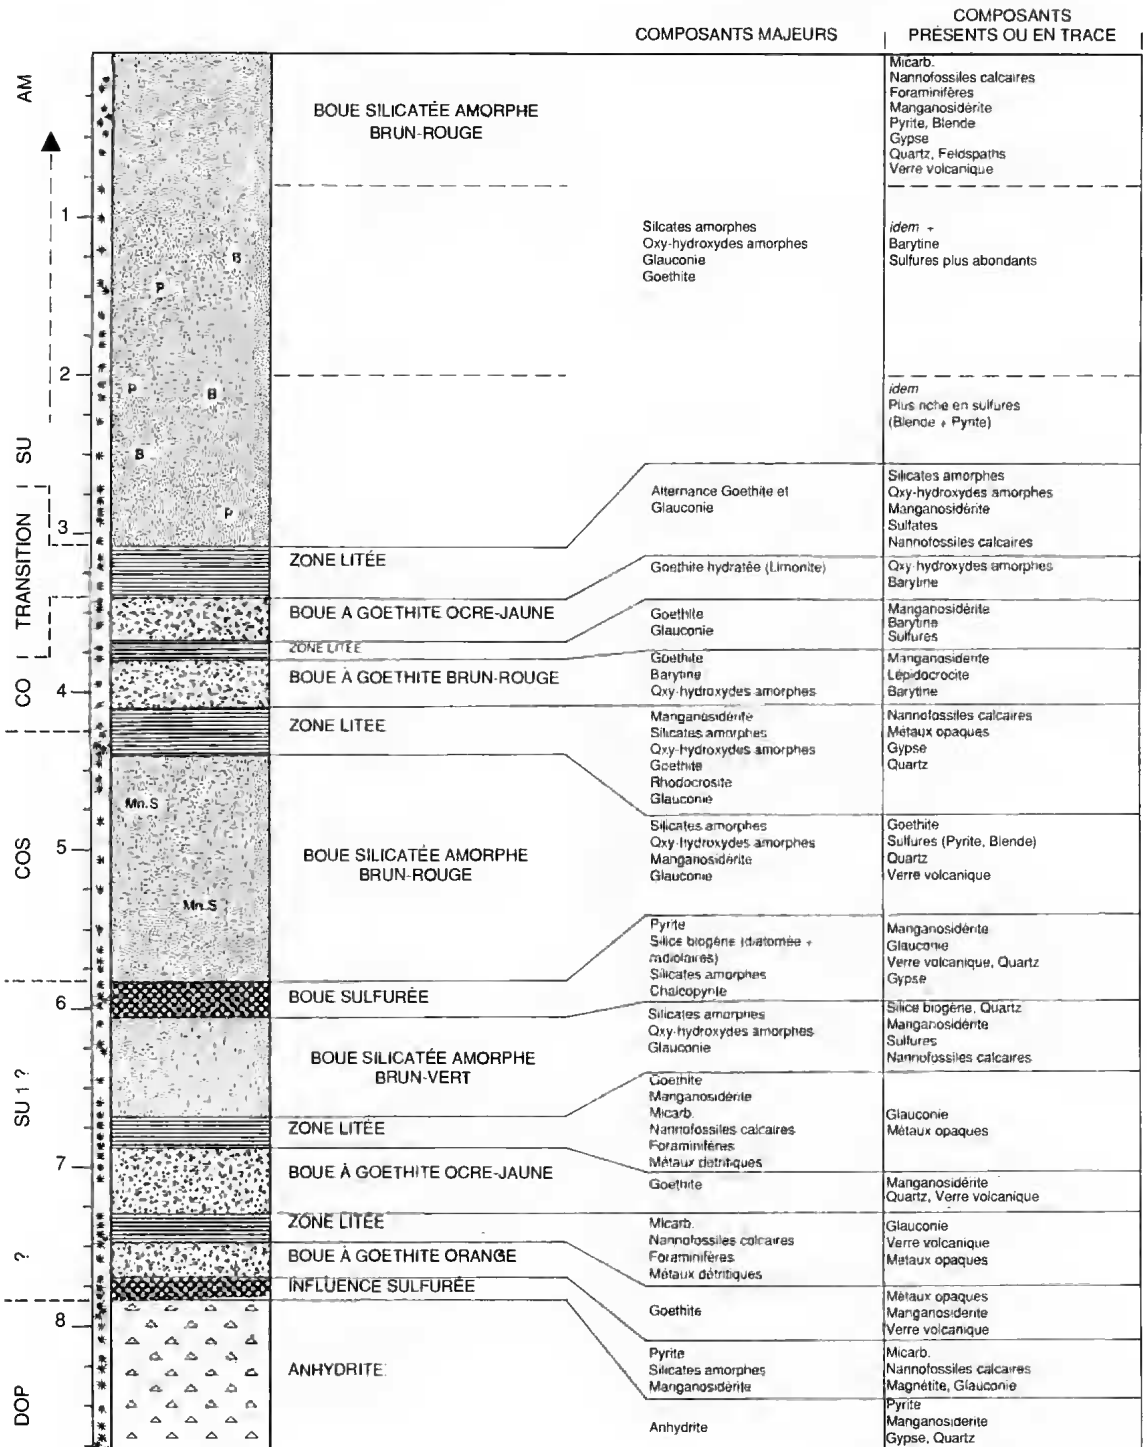 COMPOSANTS MAJEURS
COMPOSANTS
PRÉSENTS OU EN TRACE
AM
SU
TRANSITION
CO
COS
SU 1 ?
?
DOP
1
2
3
4
5
6
7
8
B
P
P
B
B
P
Mn.S
Mn.S
BOUE SILICATÉE AMORPHE
BRUN-ROUGE
ZONE LITÉE
BOUE A GOETHITE OCRE-JAUNE
ZONE LITÉE
BOUE À GOETHITE BRUN-ROUGE
ZONE LITÉE
BOUE SILICATÉE AMORPHE
BRUN-ROUGE
BOUE SULFURÉE
BOUE SILICATÉE AMORPHE
BRUN-VERT
ZONE LITÉE
BOUE À GOETHITE OCRE-JAUNE
ZONE LITÉE
BOUE À GOETHITE ORANGE
INFLUENCE SULFURÉE
ANHYDRITE
Silcates amorphes
Oxy-hydroxydes amorphes
Glauconie
Goethite
Alternance Goethite et
Glauconie
Goethite hydratée (Limonite)
Goethite
Glauconie
Goethite
Barytine
Oxy-hydroxydes amorphes
Manganosidérite
Silicates amorphes
Oxy-hydroxydes amorphes
Goethite
Rhodocrosite
Glauconie
Silicates amorphes
Oxy-hydroxydes amorphes
Manganosidérite
Glauconie
Pyrite
Silice biogène (diatomée +
radiolaires)
Silicates amorphes
Chalcopyrite
Silicates amorphes
Oxy-hydroxydes amorphes
Glauconie
Goethite
Manganosidérite
Micarb.
Nannofossiles calcaires
Foraminifères
Métaux détritiques
Goethite
Micarb.
Nannofossiles calcaires
Foraminifères
Métaux détritiques
Goethite
Pyrite
Silicates amorphes
Manganosidérite
Anhydrite
Micarb.
Nannofossiles calcaires
Foraminifères
Manganosidérite
Pyrite, Blende
Gypse
Quartz, Feldspaths
Verre volcanique
idem +
Barytine
Sulfures plus abondants
idem
Plus riche en sulfures
(Blende + Pyrite)
Silicates amorphes
Oxy-hydroxydes amorphes
Manganosidérite
Sulfates
Nannofossiles calcaires
Oxy-hydroxydes amorphes
Barytine
Manganosidérite
Barytine
Sulfures
Manganosidérite
Lépidocrocite
Barytine
Nannofossiles calcaires
Métaux opaques
Gypse
Quartz
Goethite
Sulfures (Pyrite, Blende)
Quartz
Verre volcanique
Manganosidérite
Glauconie
Verre volcanique, Quartz
Gypse
Silice biogène, Quartz
Manganosidérite
Sulfures
Nannofossiles calcaires
Glauconie
Métaux opaques
Manganosidérite
Quartz, Verre volcanique
Glauconie
Verre volcanique
Métaux opaques
Métaux opaques
Manganosidérite
Verre volcanique
Micarb.
Nannofossiles calcaires
Magnétite, Glauconie
Pyrite
Manganosidérite
Gypse, Quartz